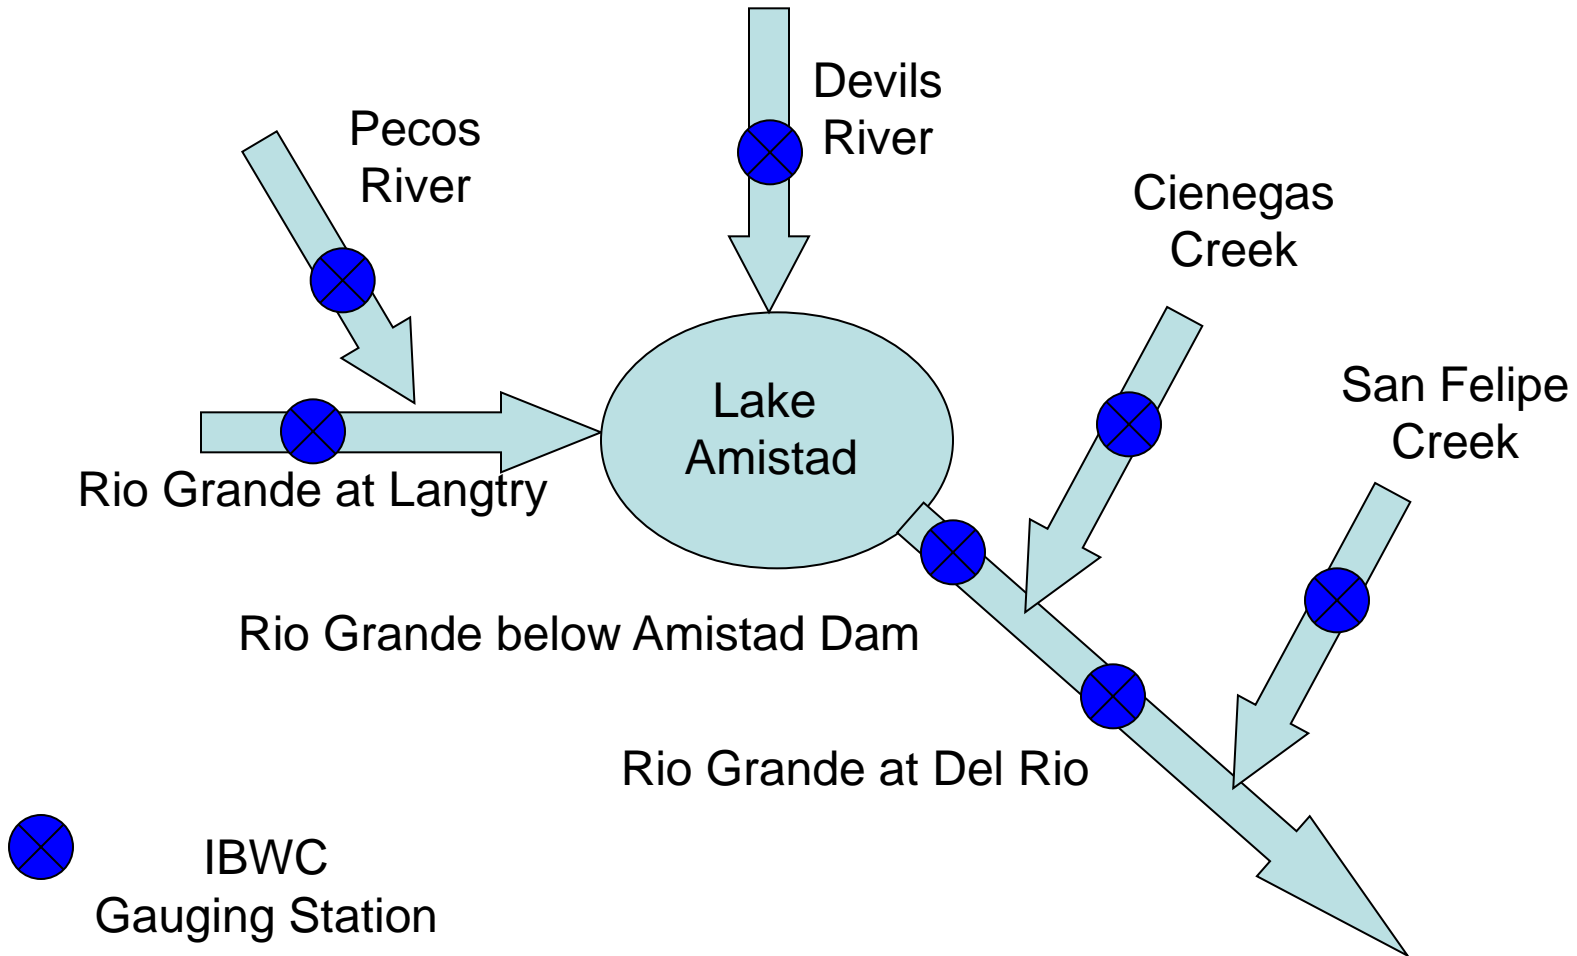 Devils
River
Pecos
River
Cienegas
Creek
San Felipe
Creek
Lake
Amistad
Rio Grande at Langtry
Rio Grande below Amistad Dam
Rio Grande at Del Rio
IBWC
Gauging Station